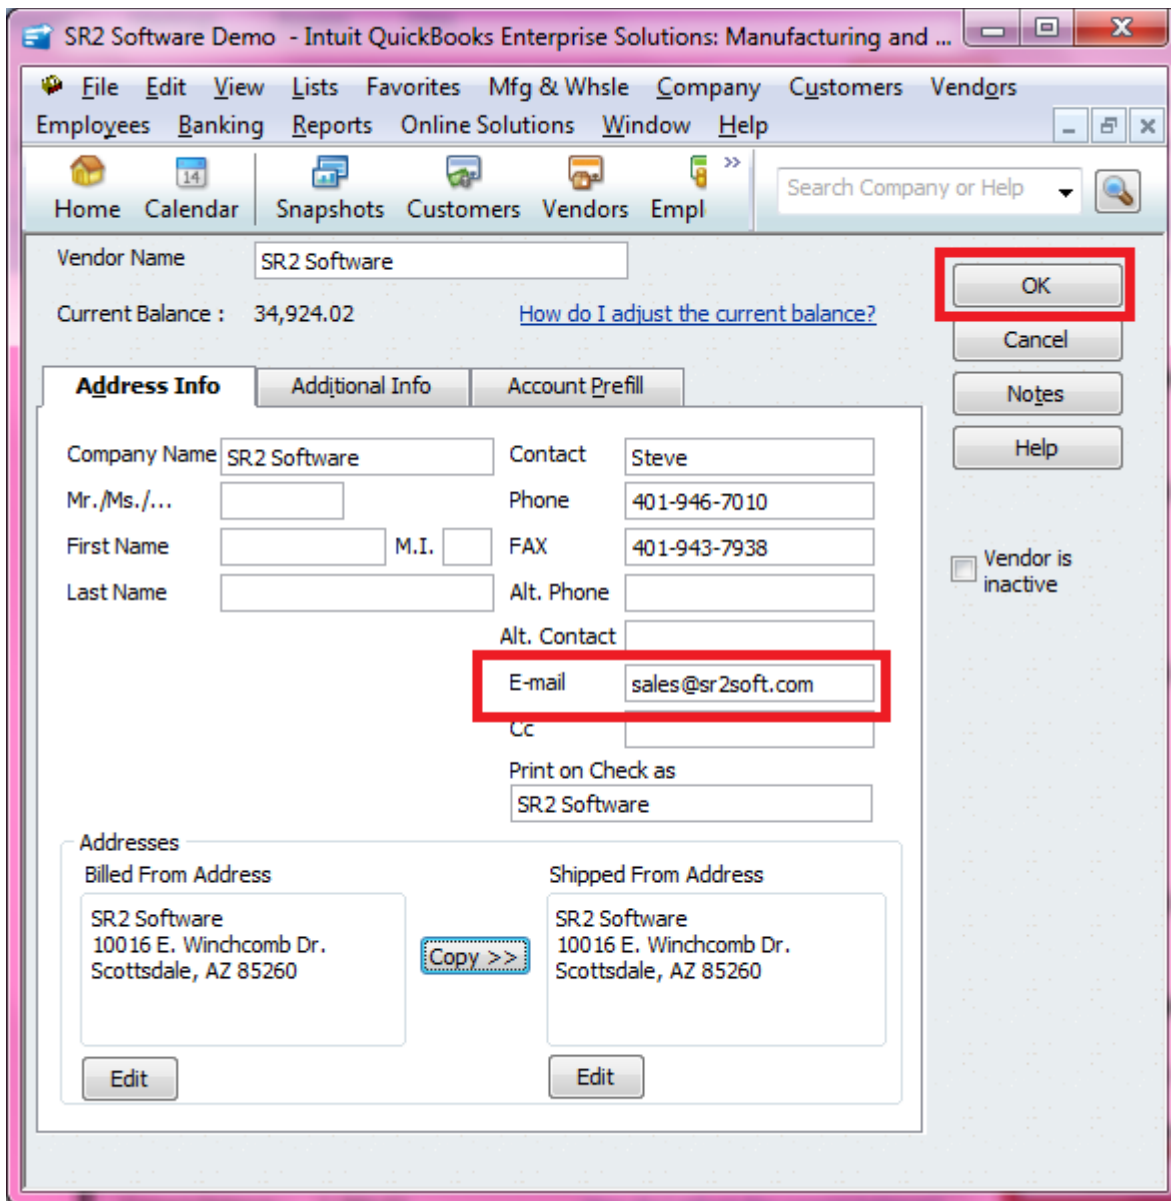 SR2 Software Demo - Intuit QuickBooks Enterprise Solutions: Manufacturing and ...
File Edit View Lists Favorites Mfg & Whsle Company Customers Vendors
Employees Banking Reports Online Solutions Window Help
14
Home Calendar Snapshots Customers Vendors Empl
»
Search Company or Help
Vendor Name SR2 Software
OK
Current Balance : 34,924.02 How do I adjust the current balance?
Cancel
Address Info Additional Info Account Prefill
Notes
Company Name SR2 Software Contact Steve
Help
Mr./Ms./... Phone 401-946-7010
First Name M.I. FAX 401-943-7938
Vendor is
inactive
Last Name Alt. Phone
Alt. Contact
E-mail sales@sr2soft.com
Cc
Print on Check as
SR2 Software
Addresses
Billed From Address
SR2 Software
10016 E. Winchcomb Dr.
Scottsdale, AZ 85260
Edit
Copy >>
Shipped From Address
SR2 Software
10016 E. Winchcomb Dr.
Scottsdale, AZ 85260
Edit